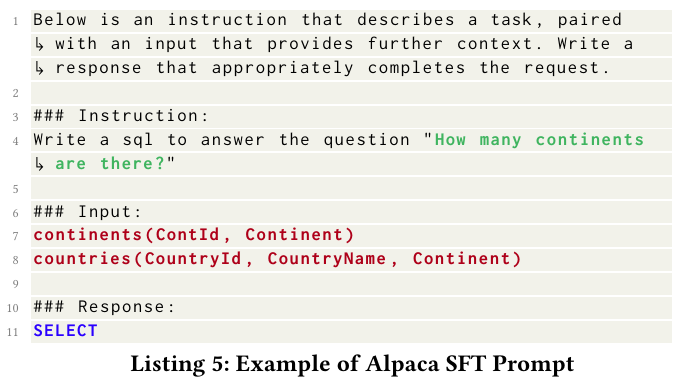 1 Below is an instruction that describes a task, paired
↳ with an input that provides further context. Write a
↳ response that appropriately completes the request.
2
3 ### Instruction:
4 Write a sql to answer the question "How many continents
↳ are there?"
5
6 ### Input:
7 continents(ContId, Continent)
8 countries(CountryId, CountryName, Continent)
9
10 ### Response:
11 SELECT
Listing 5: Example of Alpaca SFT Prompt